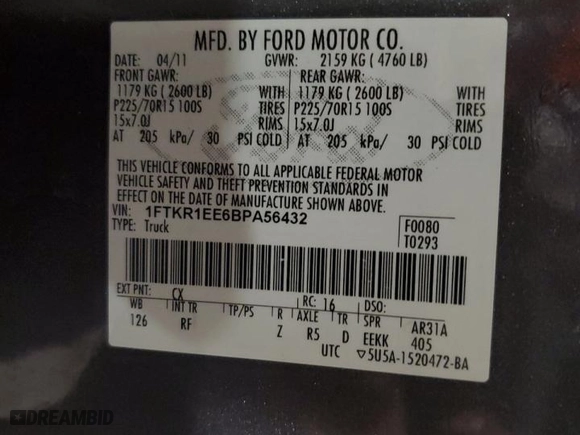 MFD. BY FORD MOTOR CO.
DATE: 04/11 GVWR: 2159 KG ( 4760 LB)
FRONT GAWR: REAR GAWR:
1179 KG ( 2600 LB) WITH 1179 KG ( 2600 LB) WITH
P225/70R15 100S TIRES P225/70R15 100S TIRES
15x7.0J RIMS 15x7.0J RIMS
AT 205 kPa/ 30 PSI COLD AT 205 kPa/ 30 PSI COLD
THIS VEHICLE CONFORMS TO ALL APPLICABLE FEDERAL MOTOR
VEHICLE SAFETY AND THEFT PREVENTION STANDARDS IN
EFFECT ON THE DATE OF MANUFACTURE SHOWN ABOVE.
VIN: 1FTKR1EE6BPA56432 F0080
TYPE: Truck T0293
EXT PNT: CX RC: 16 DSO:
WB INT TR TP/PS R AXLE TR SPR AR31A
126 RF Z R5 D EEKK 405
UTC ▽5U5A-1520472-BA
DREAMBID